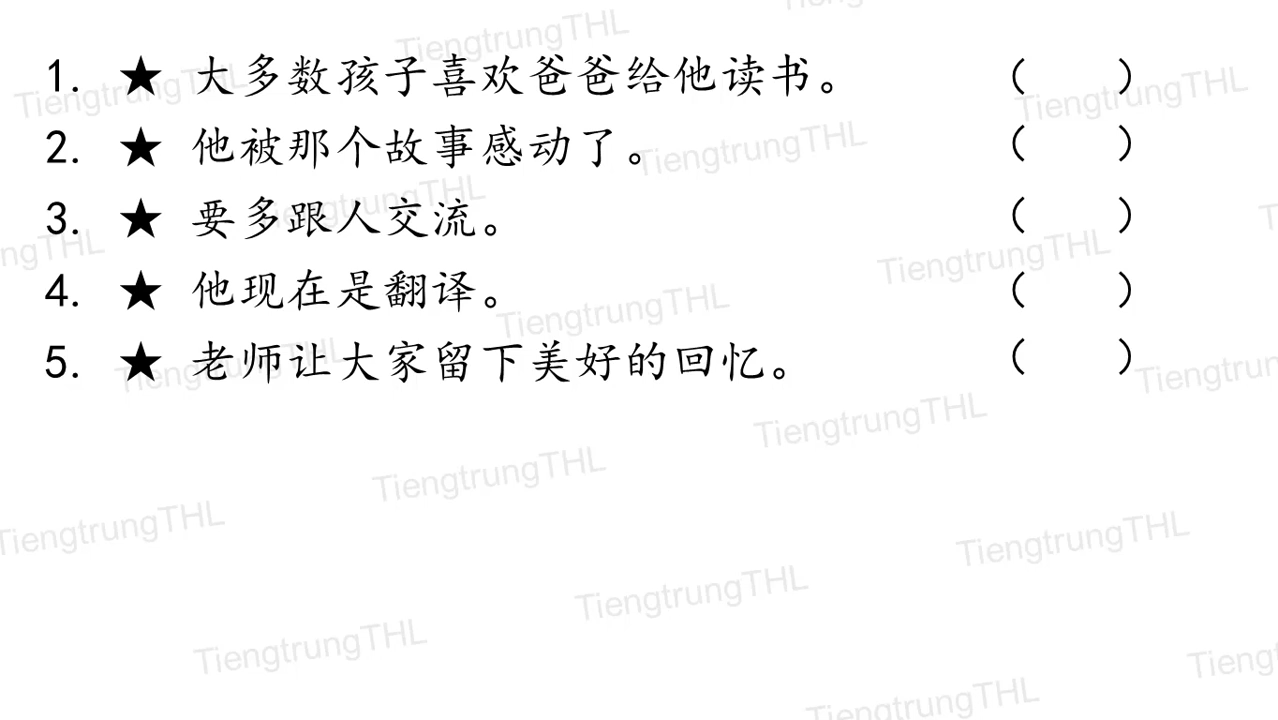 1. ★ 大多数孩子喜欢爸爸给他读书。 ( )
2. ★ 他被那个故事感动了。 ( )
3. ★ 要多跟人交流。 ( )
4. ★ 他现在是翻译。 ( )
5. ★ 老师让大家留下美好的回忆。 ( )
TiengtrungTHL